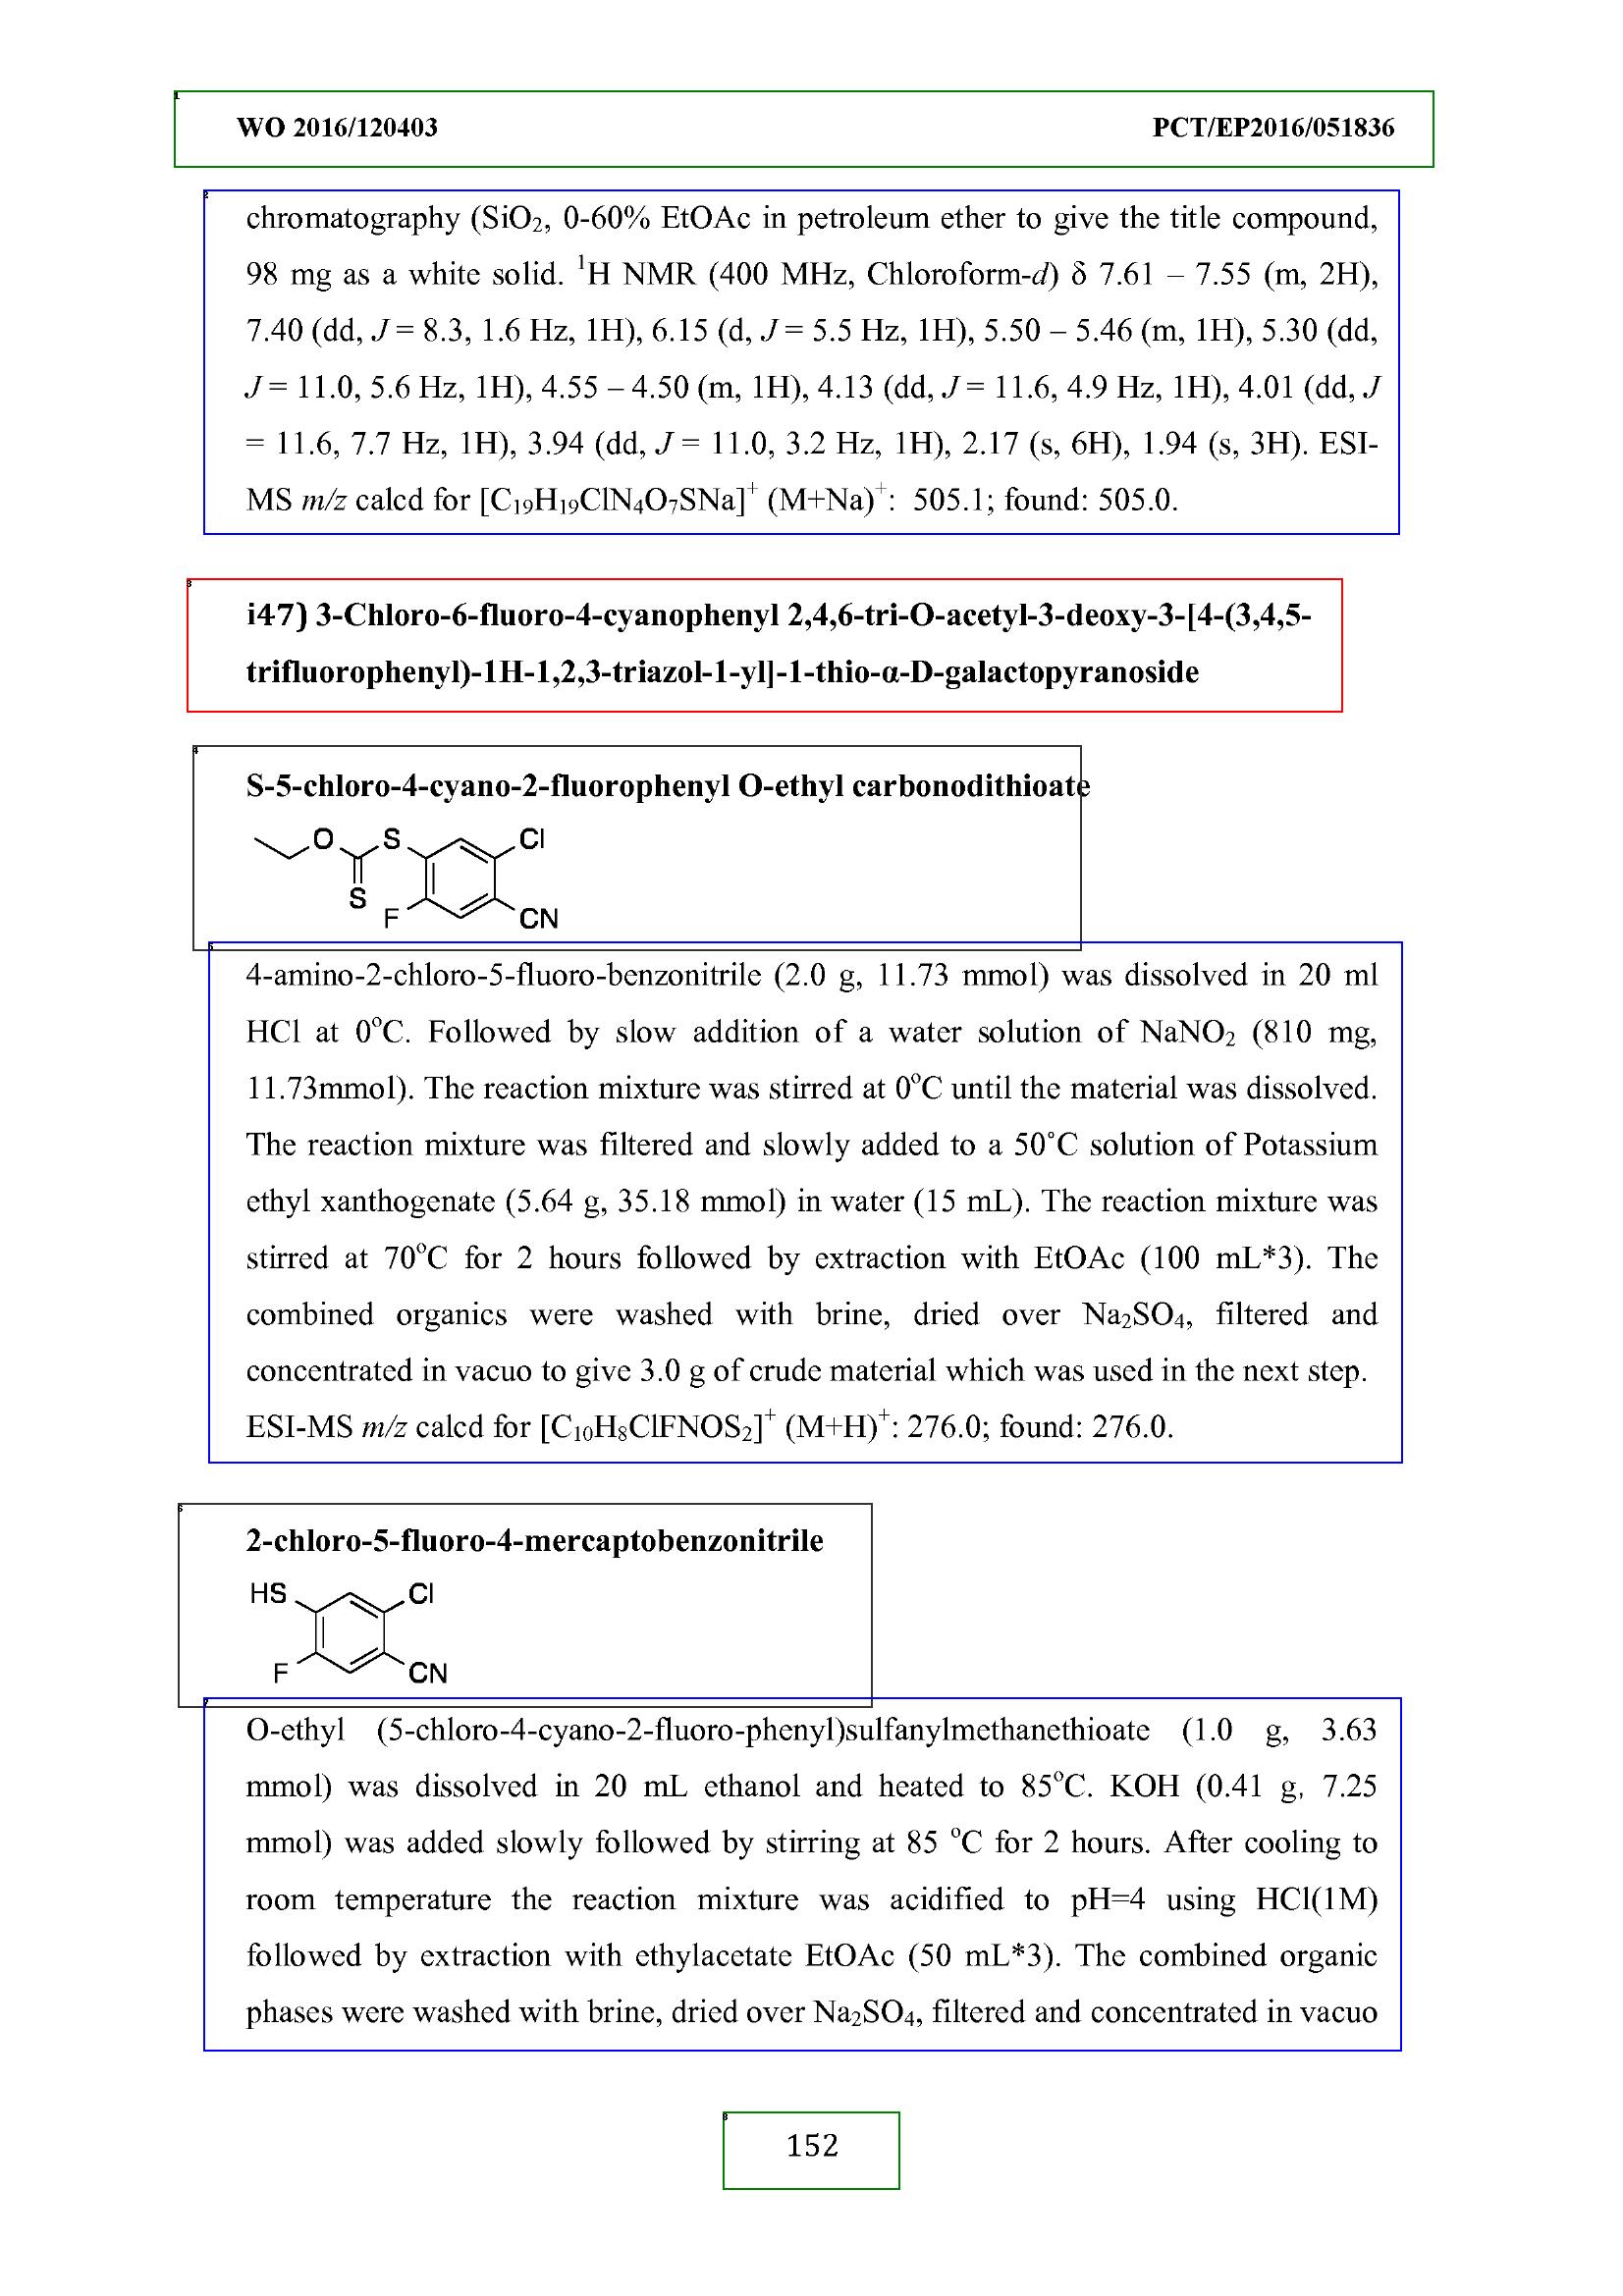 WO 2016/120403 PCT/EP2016/051836
chromatography (SiO₂, 0-60% EtOAc in petroleum ether to give the title compound,
98 mg as a white solid. ¹H NMR (400 MHz, Chloroform-d) δ 7.61 – 7.55 (m, 2H),
7.40 (dd, J = 8.3, 1.6 Hz, 1H), 6.15 (d, J = 5.5 Hz, 1H), 5.50 – 5.46 (m, 1H), 5.30 (dd,
J = 11.0, 5.6 Hz, 1H), 4.55 – 4.50 (m, 1H), 4.13 (dd, J = 11.6, 4.9 Hz, 1H), 4.01 (dd, J
= 11.6, 7.7 Hz, 1H), 3.94 (dd, J = 11.0, 3.2 Hz, 1H), 2.17 (s, 6H), 1.94 (s, 3H). ESI-
MS m/z calcd for [C₁₉H₁₉ClN₄O₇SNa]⁺ (M+Na)⁺: 505.1; found: 505.0.
i47) 3-Chloro-6-fluoro-4-cyanophenyl 2,4,6-tri-O-acetyl-3-deoxy-3-[4-(3,4,5-
trifluorophenyl)-1H-1,2,3-triazol-1-yl]-1-thio-α-D-galactopyranoside
S-5-chloro-4-cyano-2-fluorophenyl O-ethyl carbonodithioate
O S Cl
S F CN
4-amino-2-chloro-5-fluoro-benzonitrile (2.0 g, 11.73 mmol) was dissolved in 20 ml
HCl at 0°C. Followed by slow addition of a water solution of NaNO₂ (810 mg,
11.73mmol). The reaction mixture was stirred at 0°C until the material was dissolved.
The reaction mixture was filtered and slowly added to a 50˚C solution of Potassium
ethyl xanthogenate (5.64 g, 35.18 mmol) in water (15 mL). The reaction mixture was
stirred at 70°C for 2 hours followed by extraction with EtOAc (100 mL*3). The
combined organics were washed with brine, dried over Na₂SO₄, filtered and
concentrated in vacuo to give 3.0 g of crude material which was used in the next step.
ESI-MS m/z calcd for [C₁₀H₈ClFNOS₂]⁺ (M+H)⁺: 276.0; found: 276.0.
2-chloro-5-fluoro-4-mercaptobenzonitrile
HS Cl
F CN
O-ethyl (5-chloro-4-cyano-2-fluoro-phenyl)sulfanylmethanethioate (1.0 g, 3.63
mmol) was dissolved in 20 mL ethanol and heated to 85°C. KOH (0.41 g, 7.25
mmol) was added slowly followed by stirring at 85 °C for 2 hours. After cooling to
room temperature the reaction mixture was acidified to pH=4 using HCl(1M)
followed by extraction with ethylacetate EtOAc (50 mL*3). The combined organic
phases were washed with brine, dried over Na₂SO₄, filtered and concentrated in vacuo
152